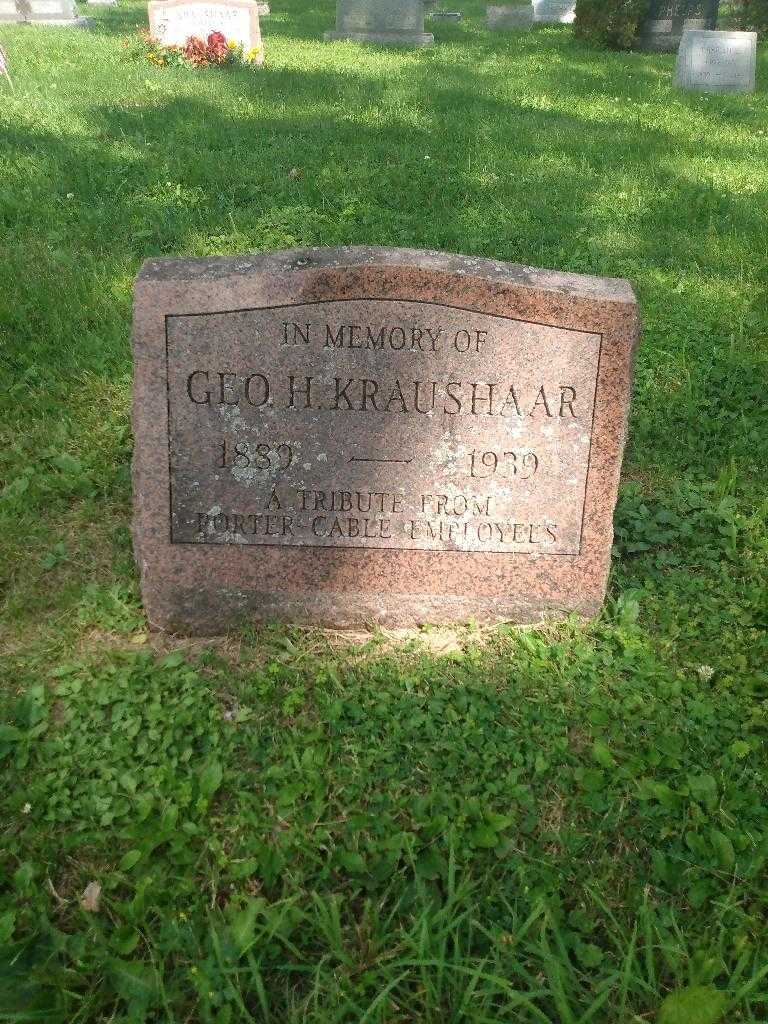 IN MEMORY OF
GEO. H. KRAUSHAAR
1889 — 1939
A TRIBUTE FROM
PORTER-CABLE EMPLOYEES